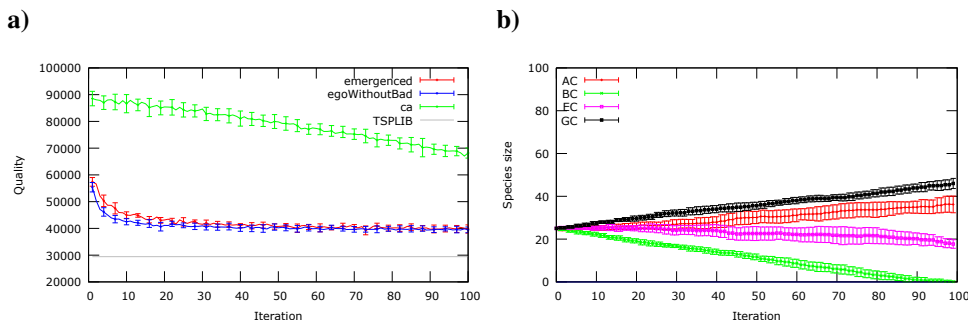 a)
100000
90000
80000
70000
60000
50000
40000
30000
20000
0 10 20 30 40 50 60 70 80 90 100
Quality
Iteration
emergenced
egoWithoutBad
ca
TSPLIB
b)
100
80
60
40
20
0
0 10 20 30 40 50 60 70 80 90 100
Species size
Iteration
AC
BC
EC
GC